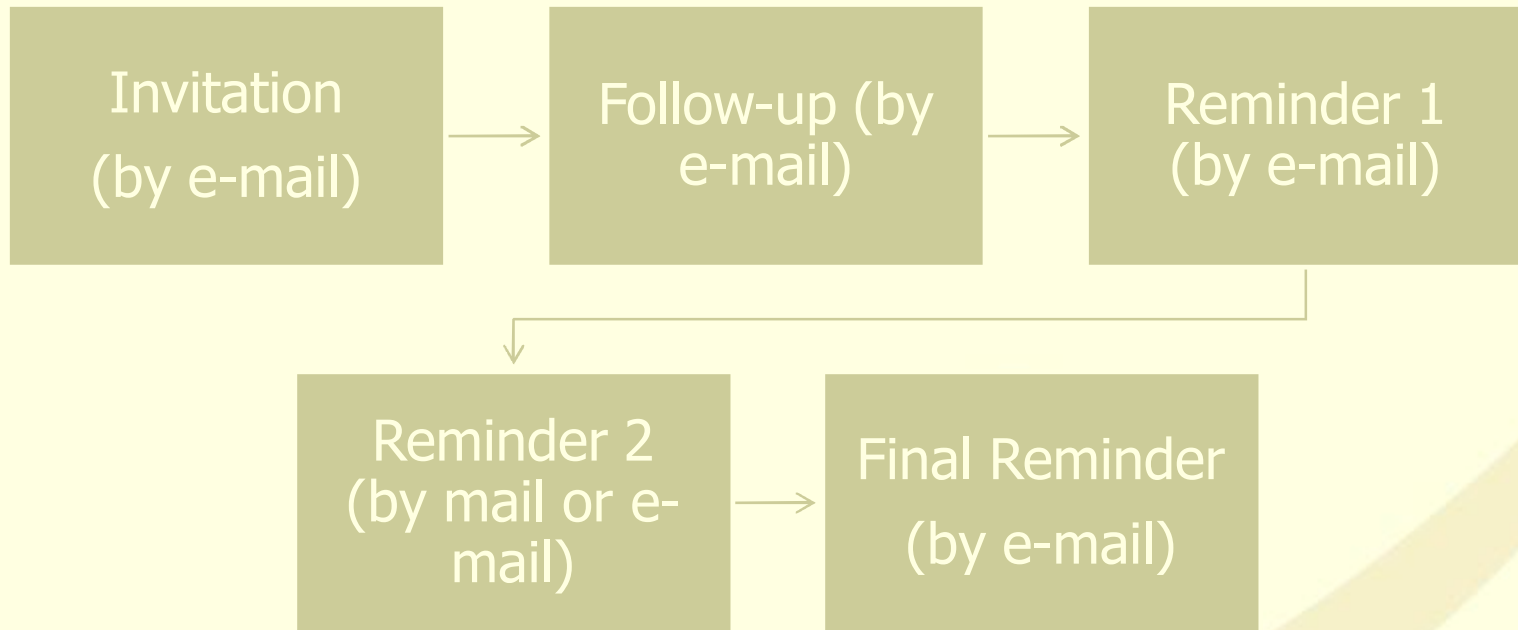 Invitation
(by e-mail)
Follow-up (by
e-mail)
Reminder 1
(by e-mail)
Reminder 2
(by mail or e-
mail)
Final Reminder
(by e-mail)